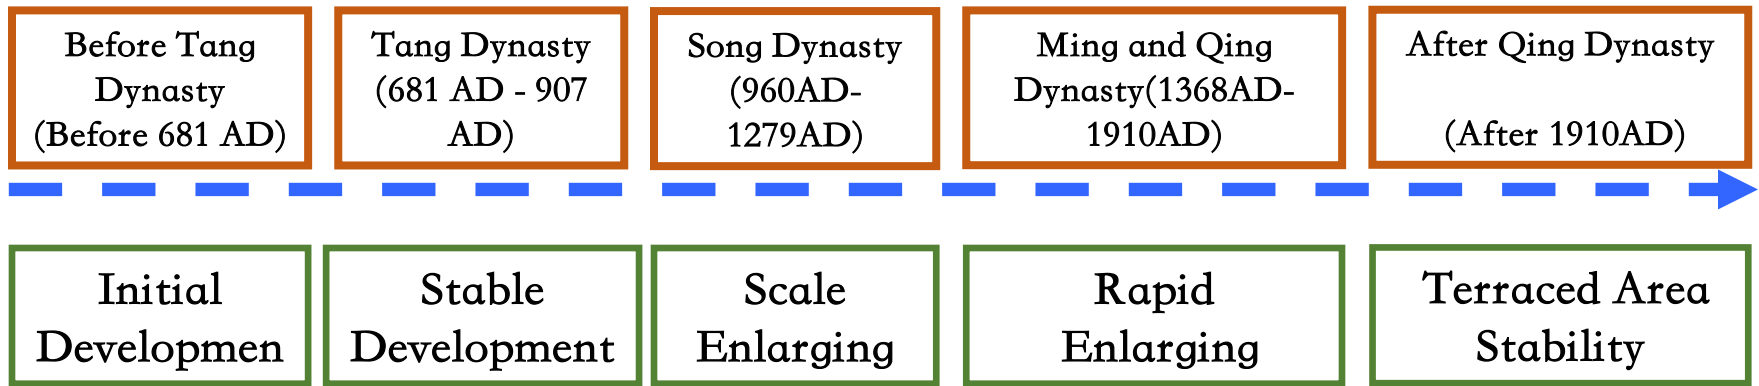 Before Tang
Dynasty
(Before 681 AD)
Tang Dynasty
(681 AD - 907
AD)
Song Dynasty
(960AD-
1279AD)
Ming and Qing
Dynasty(1368AD-
1910AD)
After Qing Dynasty
(After 1910AD)
Initial
Developmen
Stable
Development
Scale
Enlarging
Rapid
Enlarging
Terraced Area
Stability